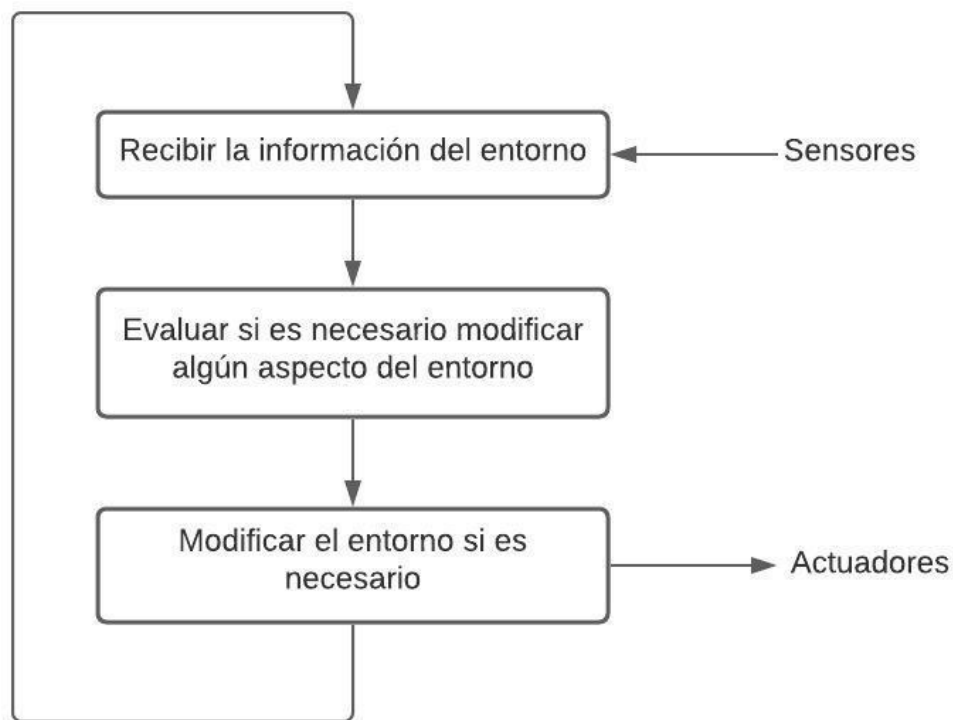 Recibir la información del entorno
Sensores
Evaluar si es necesario modificar
algún aspecto del entorno
Modificar el entorno si es
necesario
Actuadores